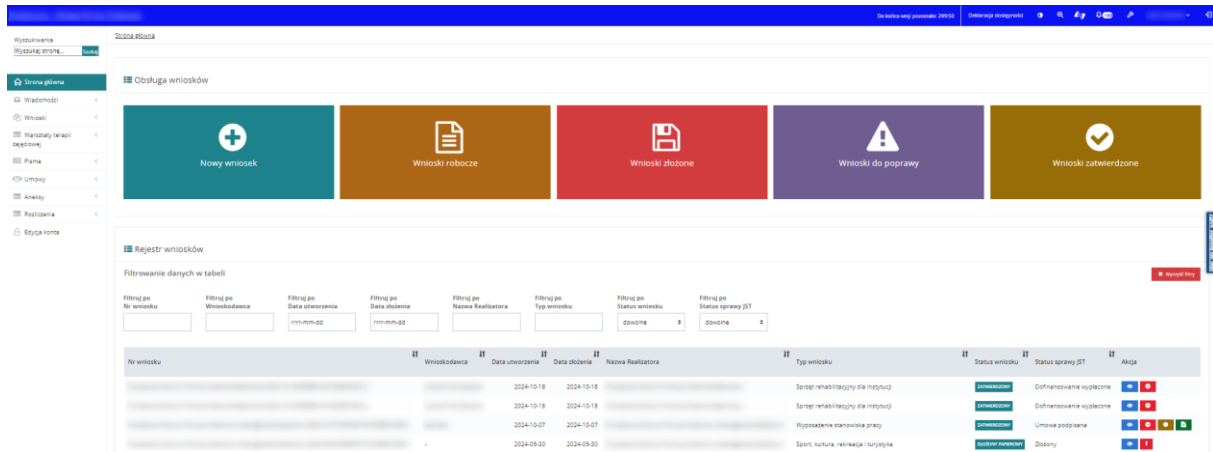 Do końca sesji pozostało: 299:50 Deklaracja dostępności
Wyszukiwarka
Wyszukaj stronę... Szukaj
Strona główna
Strona główna
Wiadomości
Wnioski
Warsztaty terapii
zajęciowej
Pisma
Umowy
Aneksy
Rozliczenia
Edycja konta
Obsługa wniosków
Nowy wniosek
Wnioski robocze
Wnioski złożone
Wnioski do poprawy
Wnioski zatwierdzone
Rejestr wniosków
Filtrowanie danych w tabeli
Wyczyść filtry
Filtruj po
Nr wniosku
Filtruj po
Wnioskodawca
Filtruj po
Data utworzenia
rrrr-mm-dd
Filtruj po
Data złożenia
rrrr-mm-dd
Filtruj po
Nazwa Realizatora
Filtruj po
Typ wniosku
Filtruj po
Status wniosku
dowolne
Filtruj po
Status sprawy JST
dowolne
Nr wniosku Wnioskodawca Data utworzenia Data złożenia Nazwa Realizatora Typ wniosku Status wniosku Status sprawy JST Akcja
2024-10-18 2024-10-18 Sprzęt rehabilitacyjny dla instytucji ZATWIERDZONY Dofinansowanie wypłacone
2024-10-18 2024-10-18 Sprzęt rehabilitacyjny dla instytucji ZATWIERDZONY Dofinansowanie wypłacone
2024-10-07 2024-10-07 Wyposażenie stanowiska pracy ZATWIERDZONY Umowa podpisana
- 2024-09-30 2024-09-30 Sport, kultura, rekreacja i turystyka ZŁOŻONY PAPIEROWY Złożony